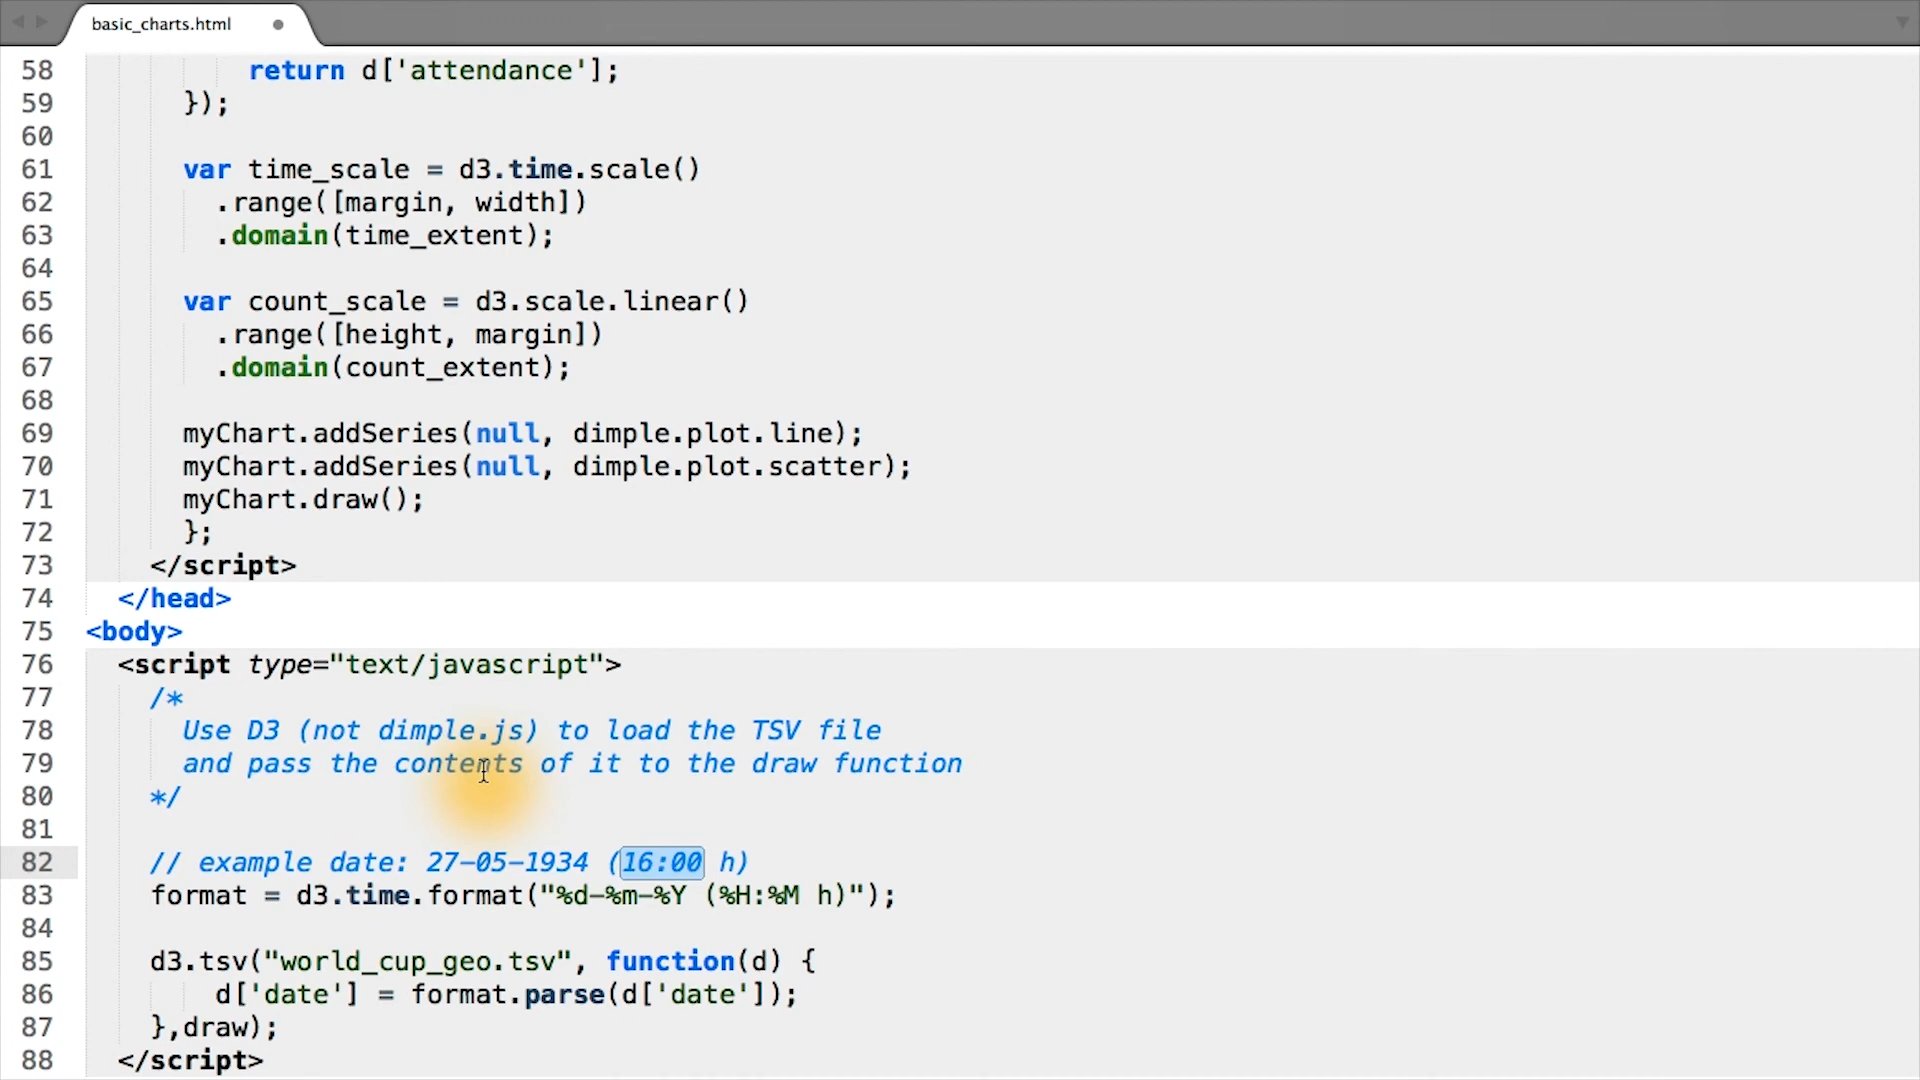 basic_charts.html
58 return d['attendance'];
59 });
60
61 var time_scale = d3.time.scale()
62 .range([margin, width])
63 .domain(time_extent);
64
65 var count_scale = d3.scale.linear()
66 .range([height, margin])
67 .domain(count_extent);
68
69 myChart.addSeries(null, dimple.plot.line);
70 myChart.addSeries(null, dimple.plot.scatter);
71 myChart.draw();
72 };
73 </script>
74 </head>
75 <body>
76 <script type="text/javascript">
77 /*
78 Use D3 (not dimple.js) to load the TSV file
79 and pass the contents of it to the draw function
80 */
81
82 // example date: 27-05-1934 (16:00 h)
83 format = d3.time.format("%d-%m-%Y (%H:%M h)");
84
85 d3.tsv("world_cup_geo.tsv", function(d) {
86 d['date'] = format.parse(d['date']);
87 },draw);
88 </script>